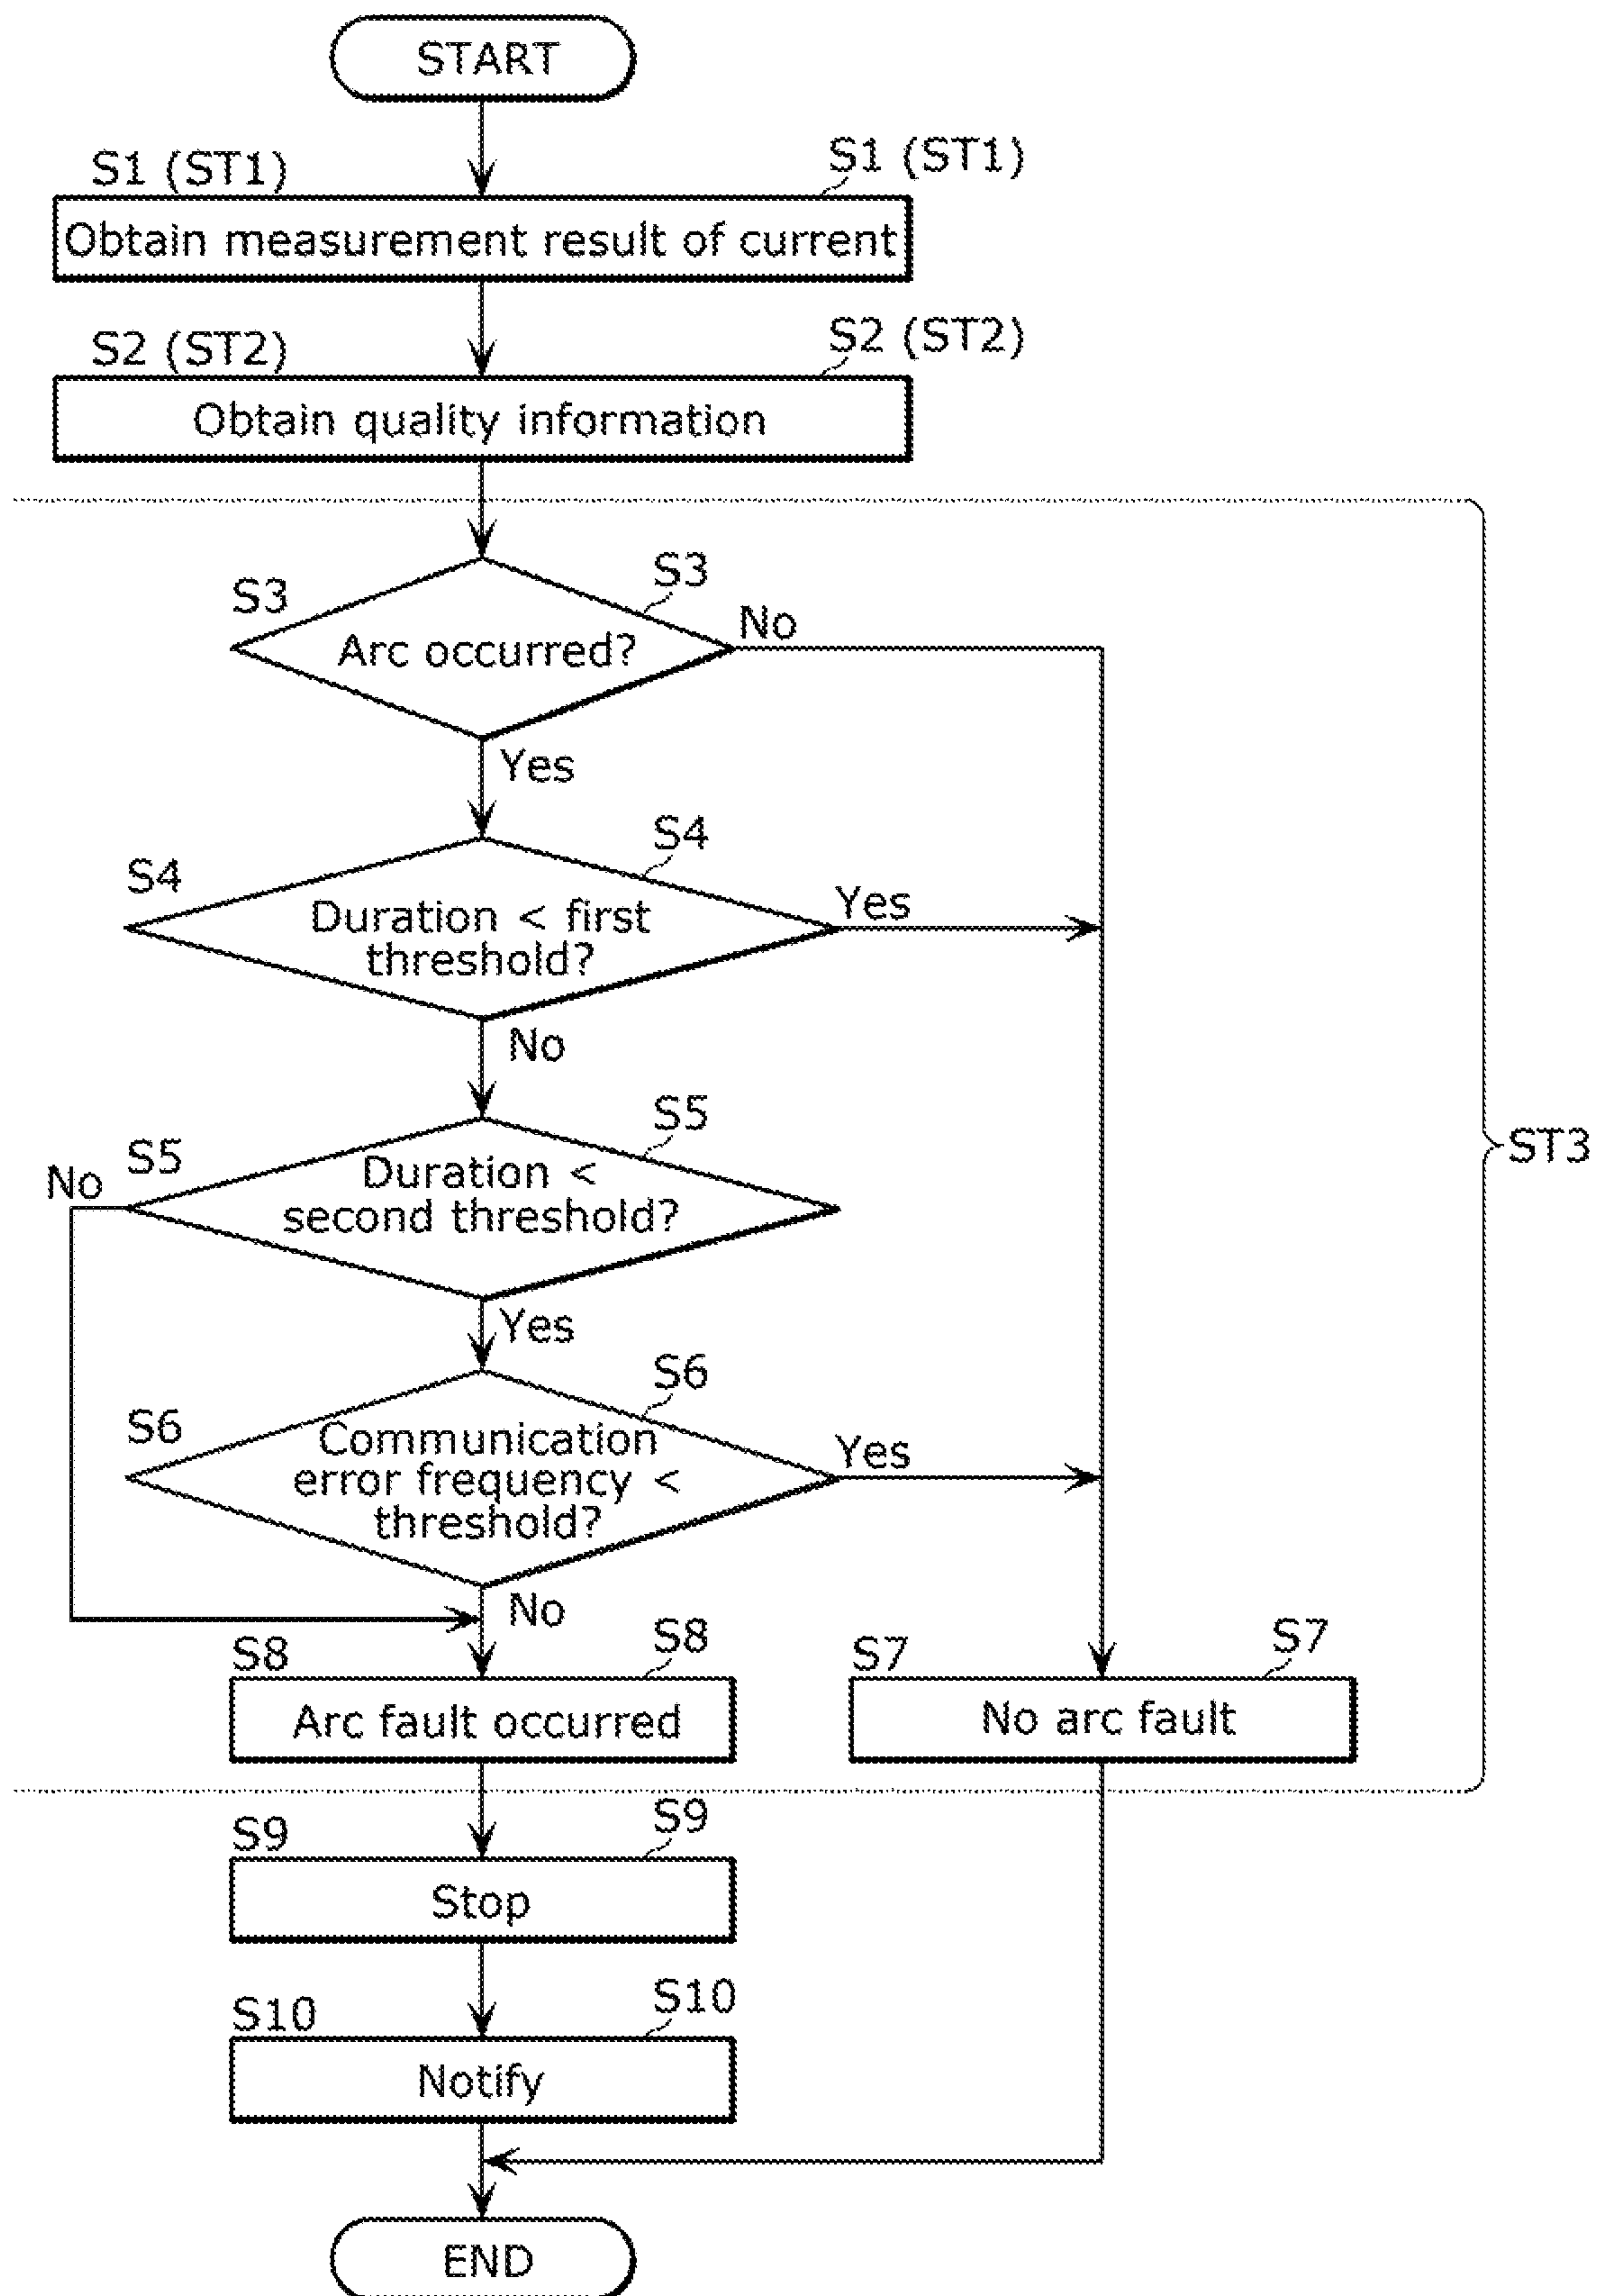 START
S1 (ST1)
S1 (ST1)
Obtain measurement result of current
S2 (ST2)
S2 (ST2)
Obtain quality information
S3
S3
No
Arc occurred?
Yes
S4
S4
Yes
Duration < first
threshold?
No
S5
S5
No
Duration <
second threshold?
ST3
Yes
S6
S6
Yes
Communication
error frequency <
threshold?
No
S8
S8
S7
S7
Arc fault occurred
No arc fault
S9
S9
Stop
S10
S10
Notify
END